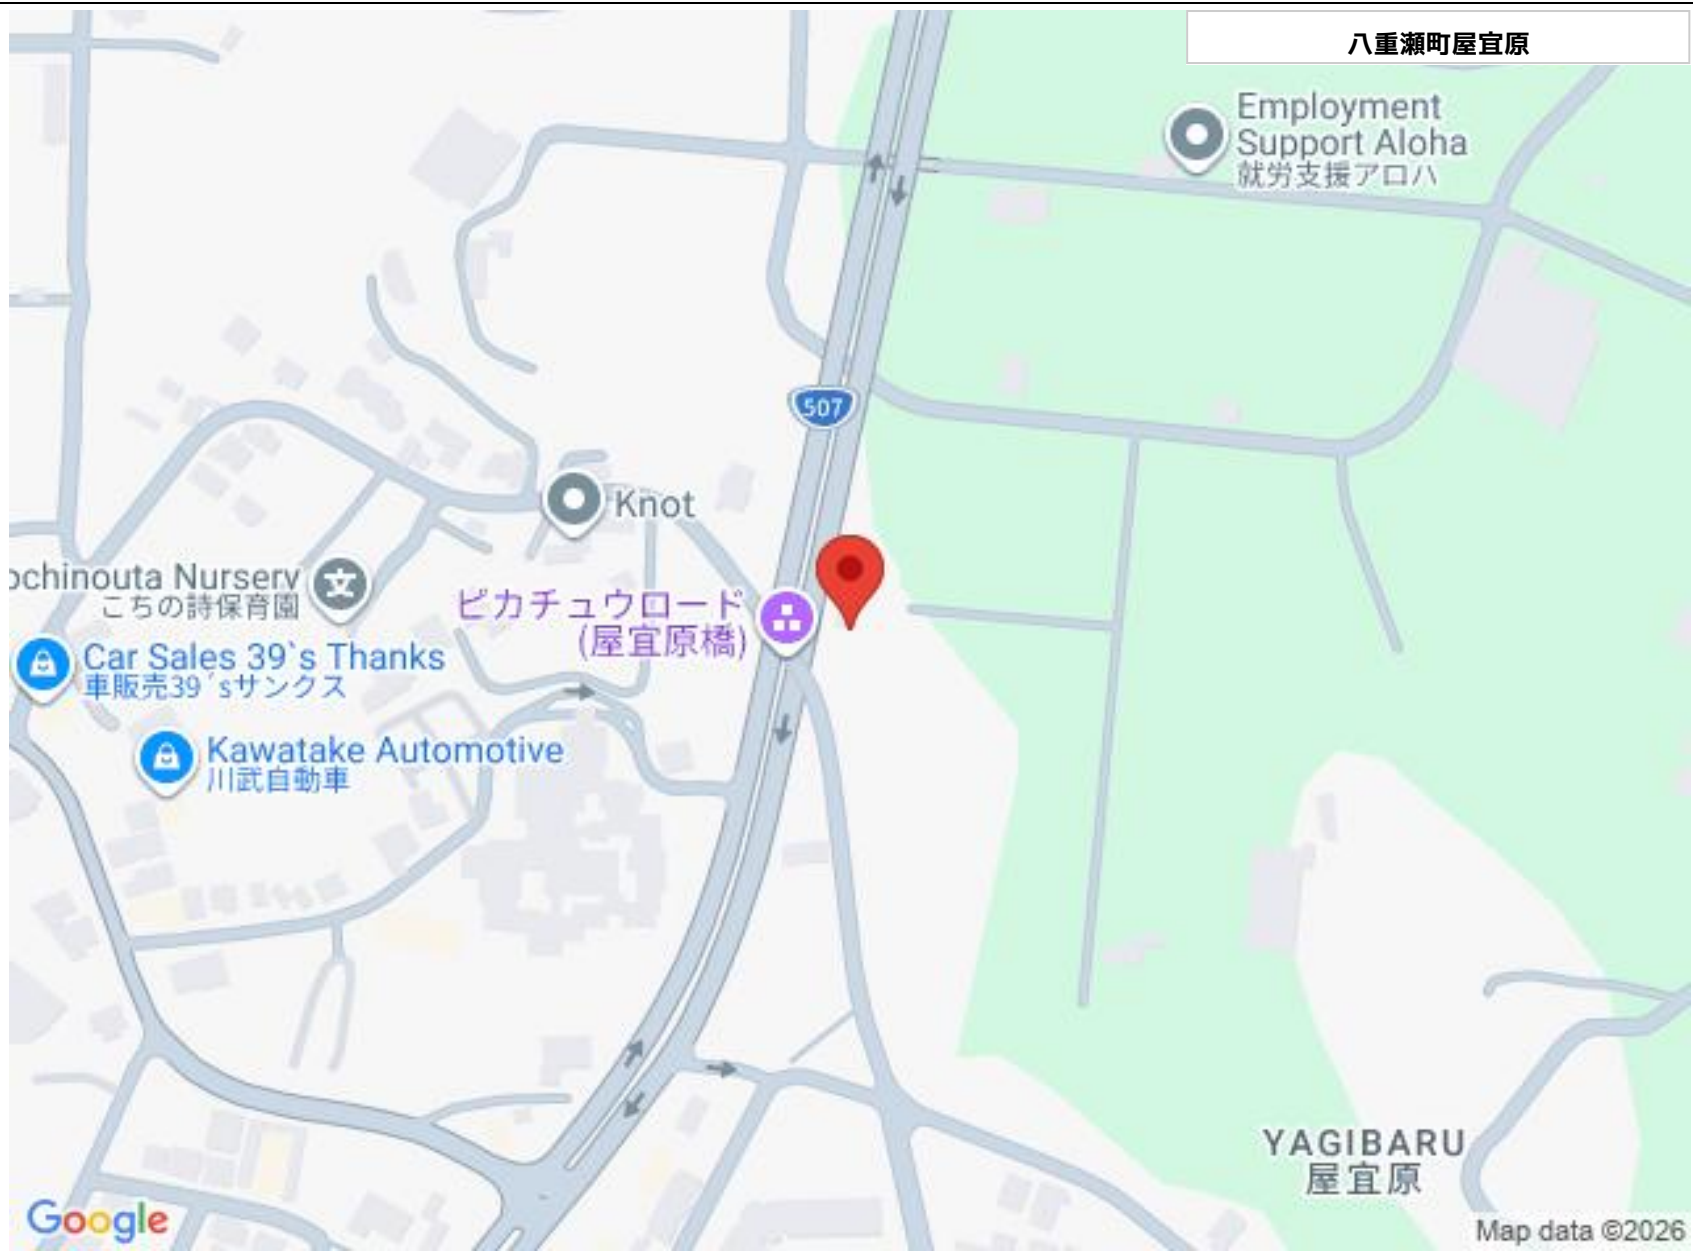 八重瀬町屋宜原
Employment
Support Aloha
就労支援アロハ
507
Knot
ochinouta Nursery
こちの詩保育園
ピカチュウロード
(屋宜原橋)
Car Sales 39`s Thanks
車販売39´sサンクス
Kawatake Automotive
川武自動車
YAGIBARU
屋宜原
Google
Map data ©2026